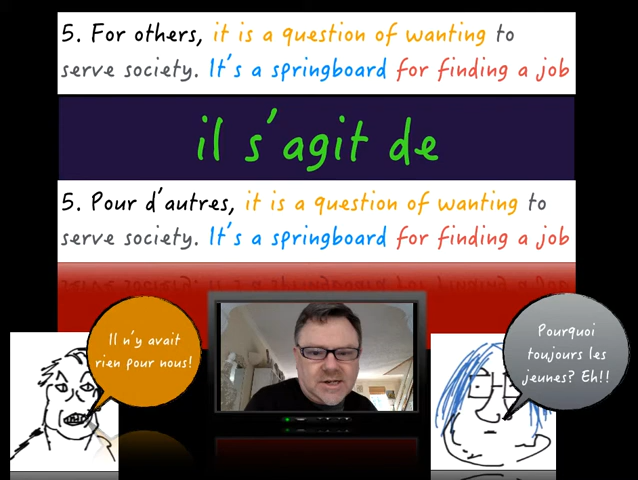 5. For others, it is a question of wanting to
serve society. It's a springboard for finding a job
il s'agit de
5. Pour d'autres, it is a question of wanting to
serve society. It's a springboard for finding a job
Il n'y avait
rien pour nous!
Pourquoi
toujours les
jeunes? Eh!!